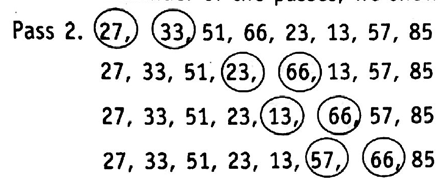 Pass 2. 27, 33, 51, 66, 23, 13, 57, 85
27, 33, 51, 23, 66, 13, 57, 85
27, 33, 51, 23, 13, 66, 57, 85
27, 33, 51, 23, 13, 57, 66, 85